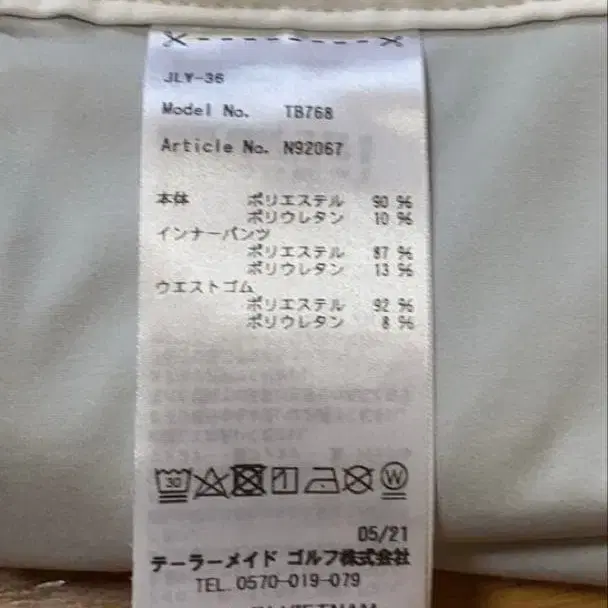 JLY-36
Model No. TB768
Article No. N92067
本体 ポリエステル 90 %
ポリウレタン 10 %
インナーパンツ
ポリエステル 87 %
ポリウレタン 13 %
ウエストゴム
ポリエステル 92 %
ポリウレタン 8 %
30
W
05/21
テーラーメイド ゴルフ株式会社
TEL. 0570-019-079
VIETNAM